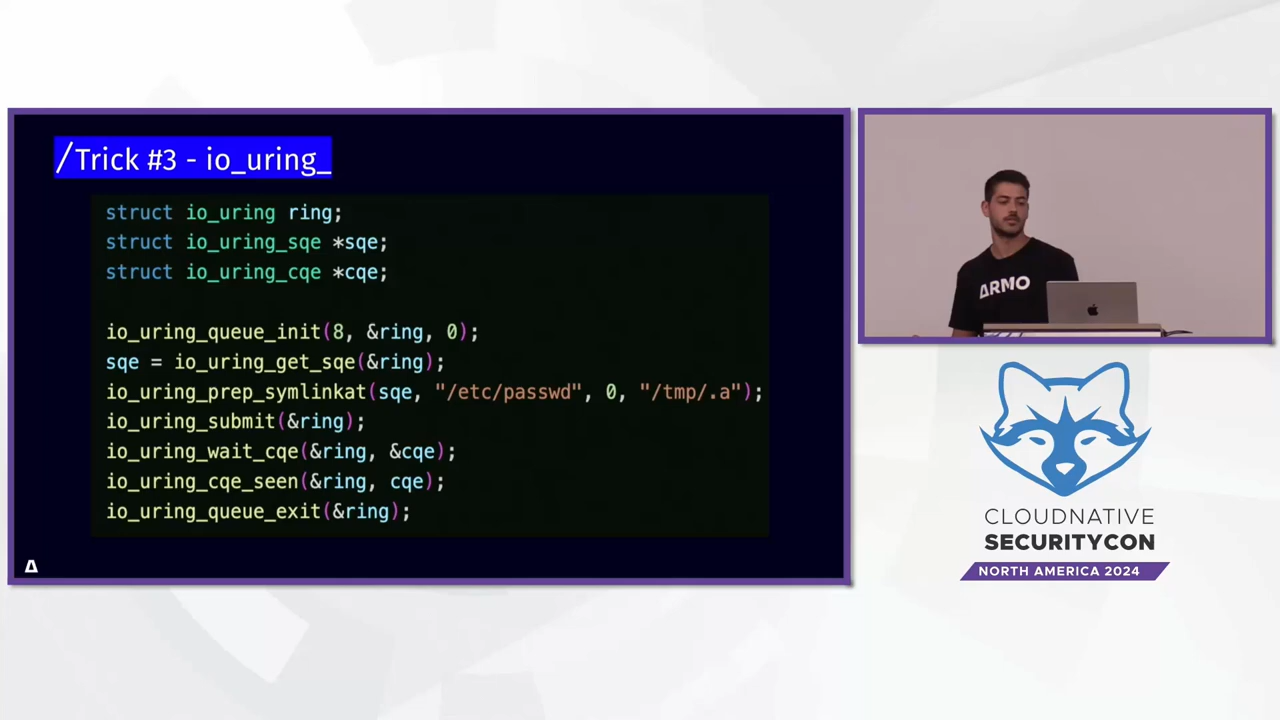 /Trick #3 - io_uring_
struct io_uring ring;
struct io_uring_sqe *sqe;
struct io_uring_cqe *cqe;
io_uring_queue_init(8, &ring, 0);
sqe = io_uring_get_sqe(&ring);
io_uring_prep_symlinkat(sqe, "/etc/passwd", 0, "/tmp/.a");
io_uring_submit(&ring);
io_uring_wait_cqe(&ring, &cqe);
io_uring_cqe_seen(&ring, cqe);
io_uring_queue_exit(&ring);
ARMO
CLOUDNATIVE
SECURITYCON
NORTH AMERICA 2024